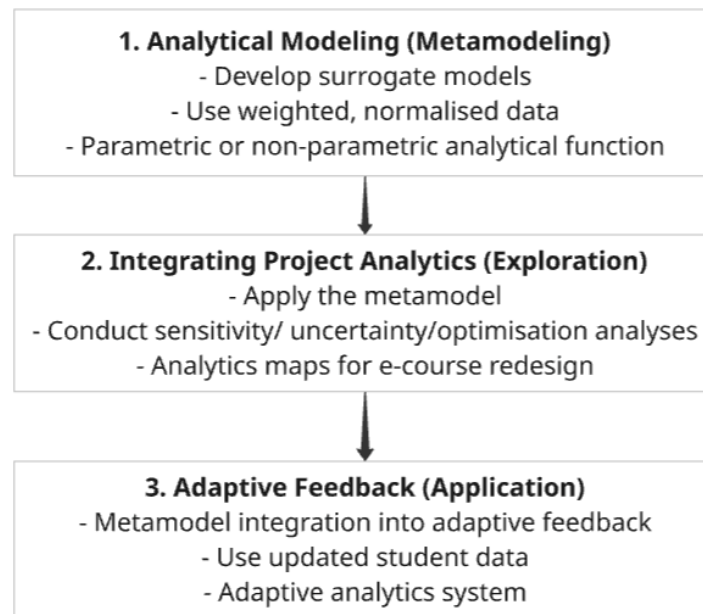 1. Analytical Modeling (Metamodeling)
- Develop surrogate models
- Use weighted, normalised data
- Parametric or non-parametric analytical function
2. Integrating Project Analytics (Exploration)
- Apply the metamodel
- Conduct sensitivity/ uncertainty/optimisation analyses
- Analytics maps for e-course redesign
3. Adaptive Feedback (Application)
- Metamodel integration into adaptive feedback
- Use updated student data
- Adaptive analytics system